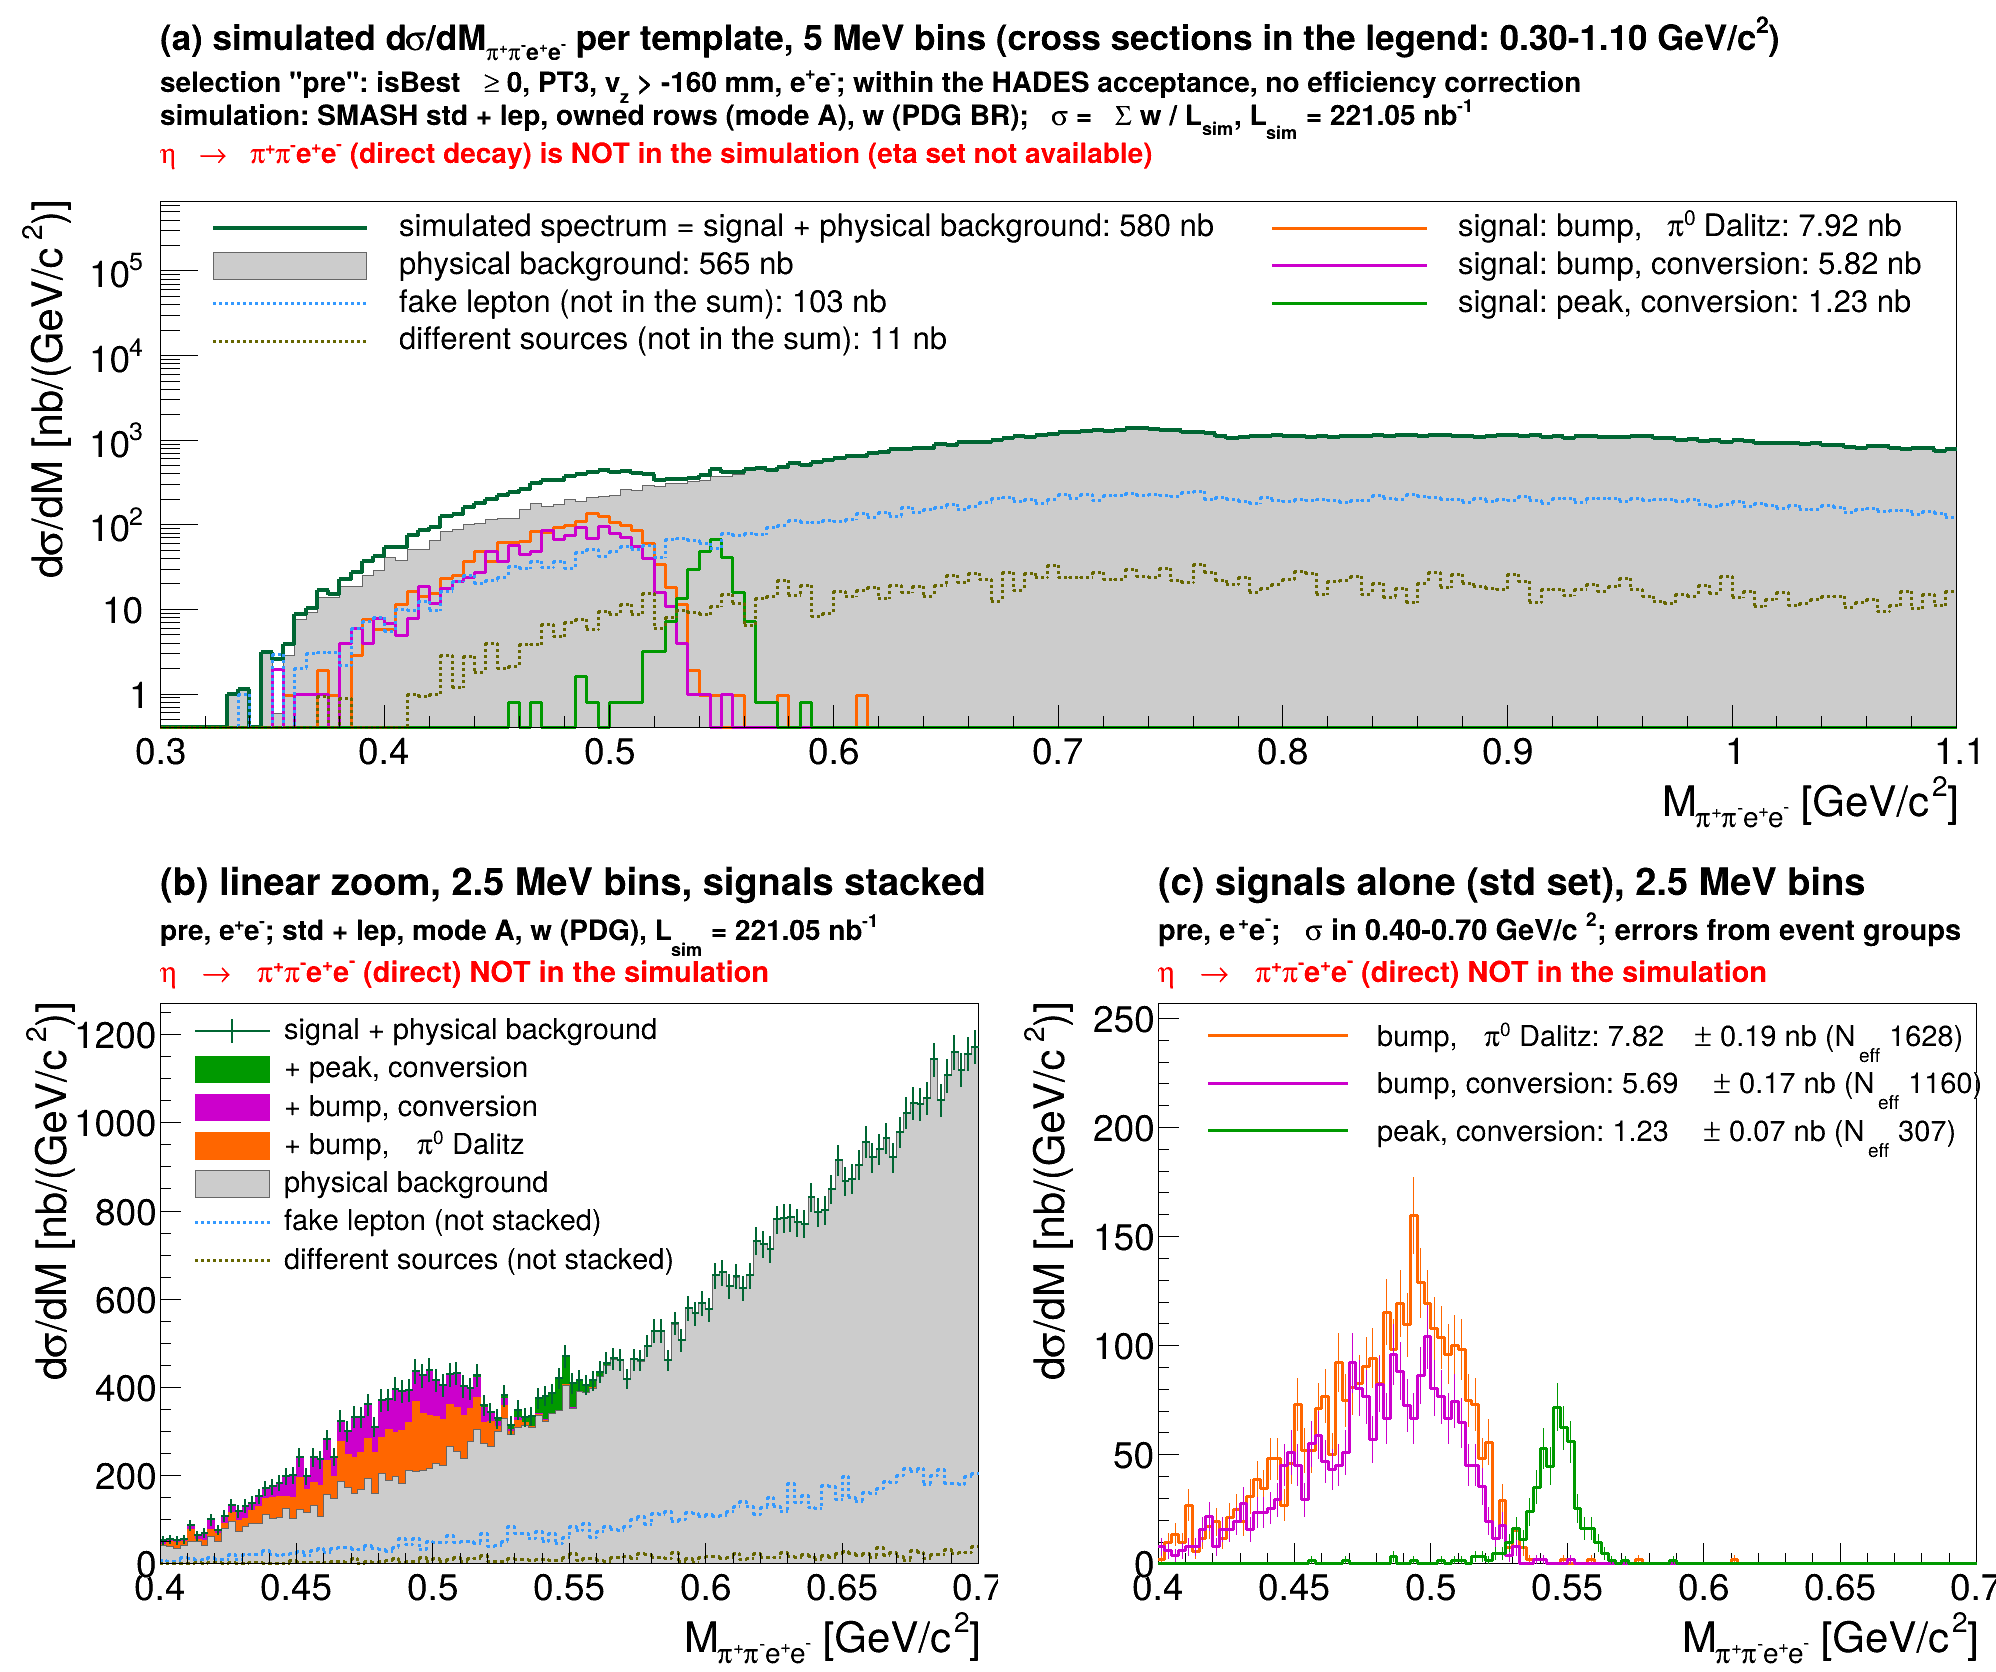 (a) simulated dσ/dM π⁺π⁻e⁺e⁻ per template, 5 MeV bins (cross sections in the legend: 0.30-1.10 GeV/c²)
selection "pre": isBest ≥ 0, PT3, v_z > -160 mm, e⁺e⁻; within the HADES acceptance, no efficiency correction
simulation: SMASH std + lep, owned rows (mode A), w (PDG BR); σ = Σ w / L_sim, L_sim = 221.05 nb⁻¹
η → π⁺π⁻e⁺e⁻ (direct decay) is NOT in the simulation (eta set not available)
dσ/dM [nb/(GeV/c²)]
simulated spectrum = signal + physical background: 580 nb
physical background: 565 nb
fake lepton (not in the sum): 103 nb
different sources (not in the sum): 11 nb
signal: bump, π⁰ Dalitz: 7.92 nb
signal: bump, conversion: 5.82 nb
signal: peak, conversion: 1.23 nb
10⁵
10⁴
10³
10²
10
1
0.3 0.4 0.5 0.6 0.7 0.8 0.9 1 1.1
M π⁺π⁻e⁺e⁻ [GeV/c²]
(b) linear zoom, 2.5 MeV bins, signals stacked
pre, e⁺e⁻; std + lep, mode A, w (PDG), L_sim = 221.05 nb⁻¹
η → π⁺π⁻e⁺e⁻ (direct) NOT in the simulation
dσ/dM [nb/(GeV/c²)]
signal + physical background
+ peak, conversion
+ bump, conversion
+ bump, π⁰ Dalitz
physical background
fake lepton (not stacked)
different sources (not stacked)
1200
1000
800
600
400
200
0
0.4 0.45 0.5 0.55 0.6 0.65 0.7
M π⁺π⁻e⁺e⁻ [GeV/c²]
(c) signals alone (std set), 2.5 MeV bins
pre, e⁺e⁻; σ in 0.40-0.70 GeV/c²; errors from event groups
η → π⁺π⁻e⁺e⁻ (direct) NOT in the simulation
dσ/dM [nb/(GeV/c²)]
bump, π⁰ Dalitz: 7.82 ± 0.19 nb (N_eff 1628)
bump, conversion: 5.69 ± 0.17 nb (N_eff 1160)
peak, conversion: 1.23 ± 0.07 nb (N_eff 307)
250
200
150
100
50
0
0.4 0.45 0.5 0.55 0.6 0.65 0.7
M π⁺π⁻e⁺e⁻ [GeV/c²]